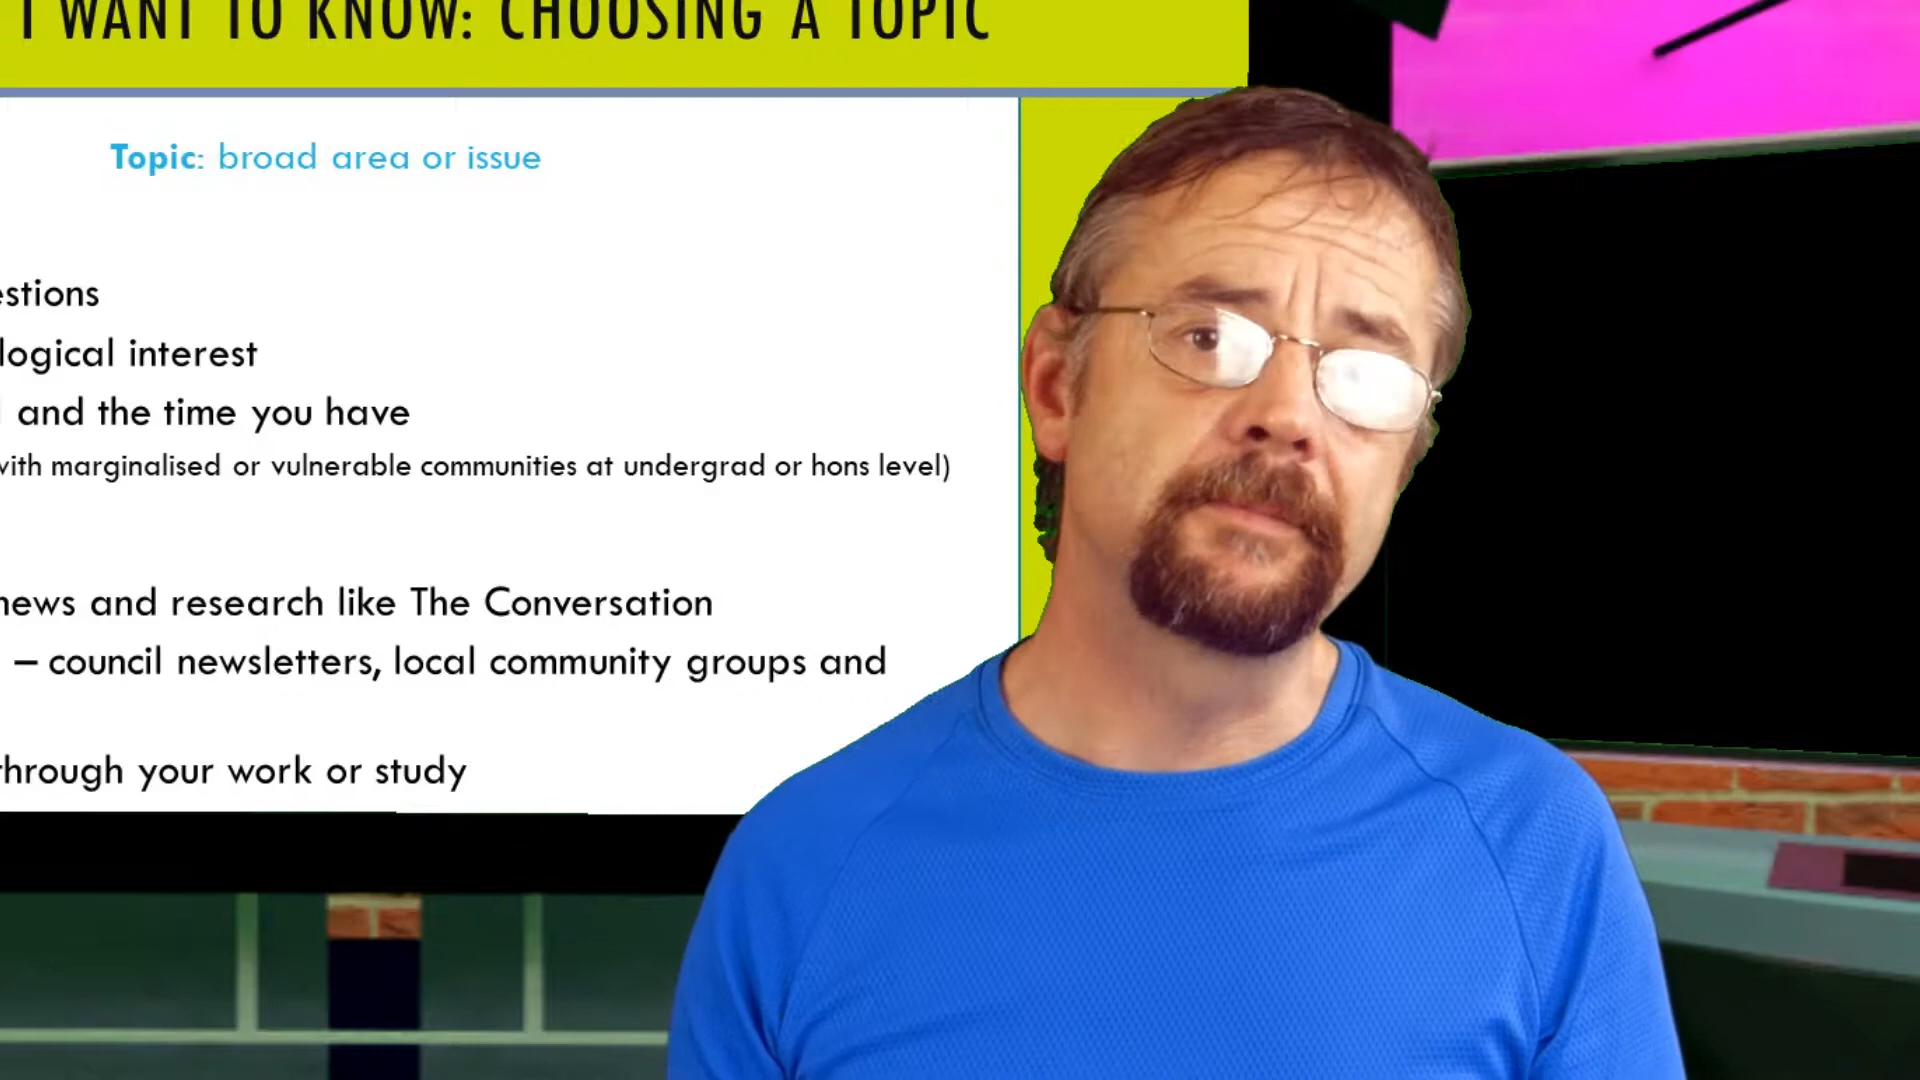 I WANT TO KNOW: CHOOSING A TOPIC
Topic: broad area or issue
estions
logical interest
and the time you have
with marginalised or vulnerable communities at undergrad or hons level)
news and research like The Conversation
– council newsletters, local community groups and
through your work or study